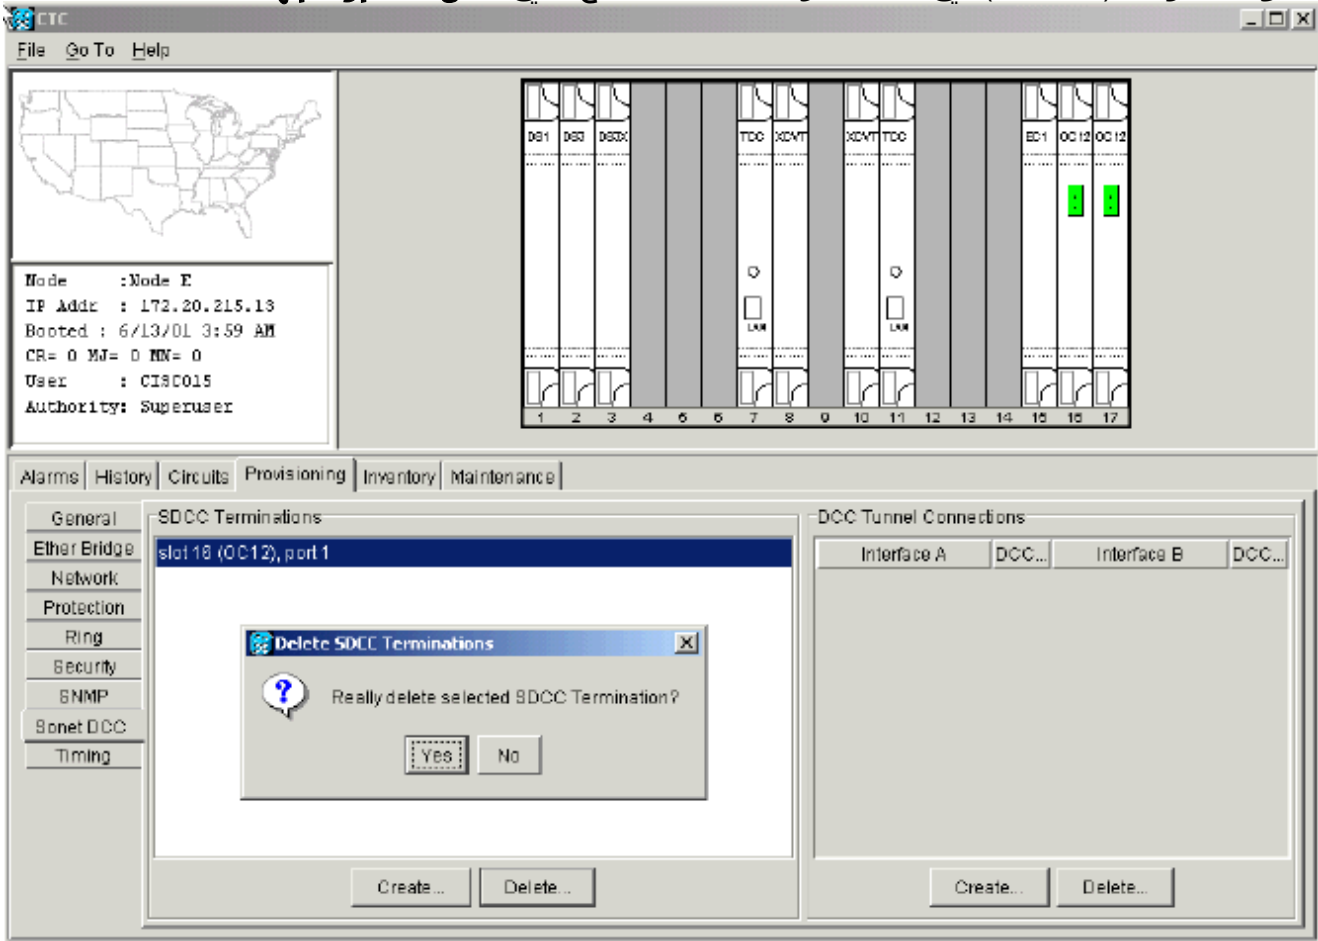 CTC
File Go To Help
DS1 DS3 DS3X TCC XCVT XCVT TCC EC1 OC12 OC12
LAN LAN
1 2 3 4 5 6 7 8 9 10 11 12 13 14 15 16 17
Node :Node E
IP Addr : 172.20.215.13
Booted : 6/13/01 3:59 AM
CR= 0 MJ= 0 MN= 0
User : CISCO15
Authority: Superuser
Alarms History Circuits Provisioning Inventory Maintenance
General
Ether Bridge
Network
Protection
Ring
Security
SNMP
Sonet DCC
Timing
SDCC Terminations
slot 16 (OC12), port 1
Delete SDCC Terminations
Really delete selected SDCC Termination?
Yes No
Create... Delete...
DCC Tunnel Connections
Interface A DCC... Interface B DCC...
Create... Delete...